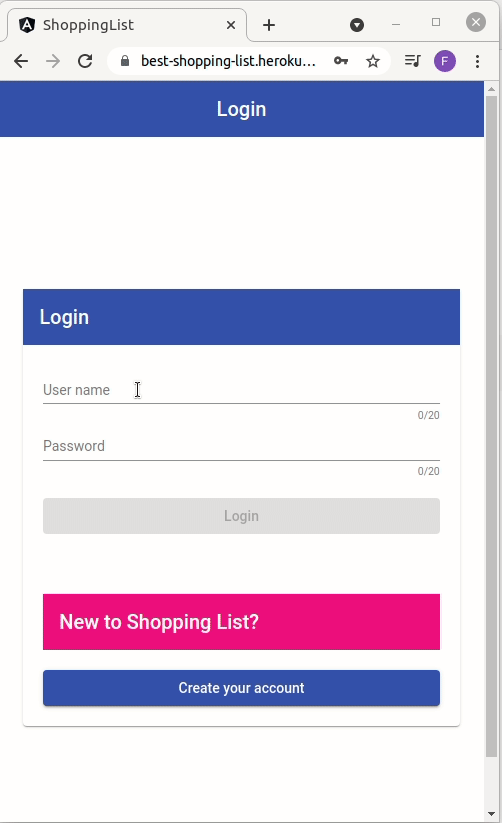 ShoppingList
best-shopping-list.heroku...
F
Login
Login
User name
0/20
Password
0/20
Login
New to Shopping List?
Create your account